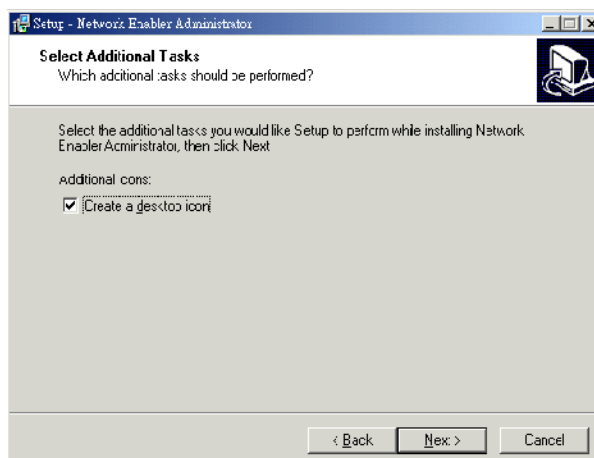 Setup - Network Enabler Administrator
Select Additional Tasks
Which additional tasks should be performed?
Select the additional tasks you would like Setup to perform while installing Network
Enabler Administrator, then click Next
Additional icons:
Create a desktop icon
< Back
Next >
Cancel